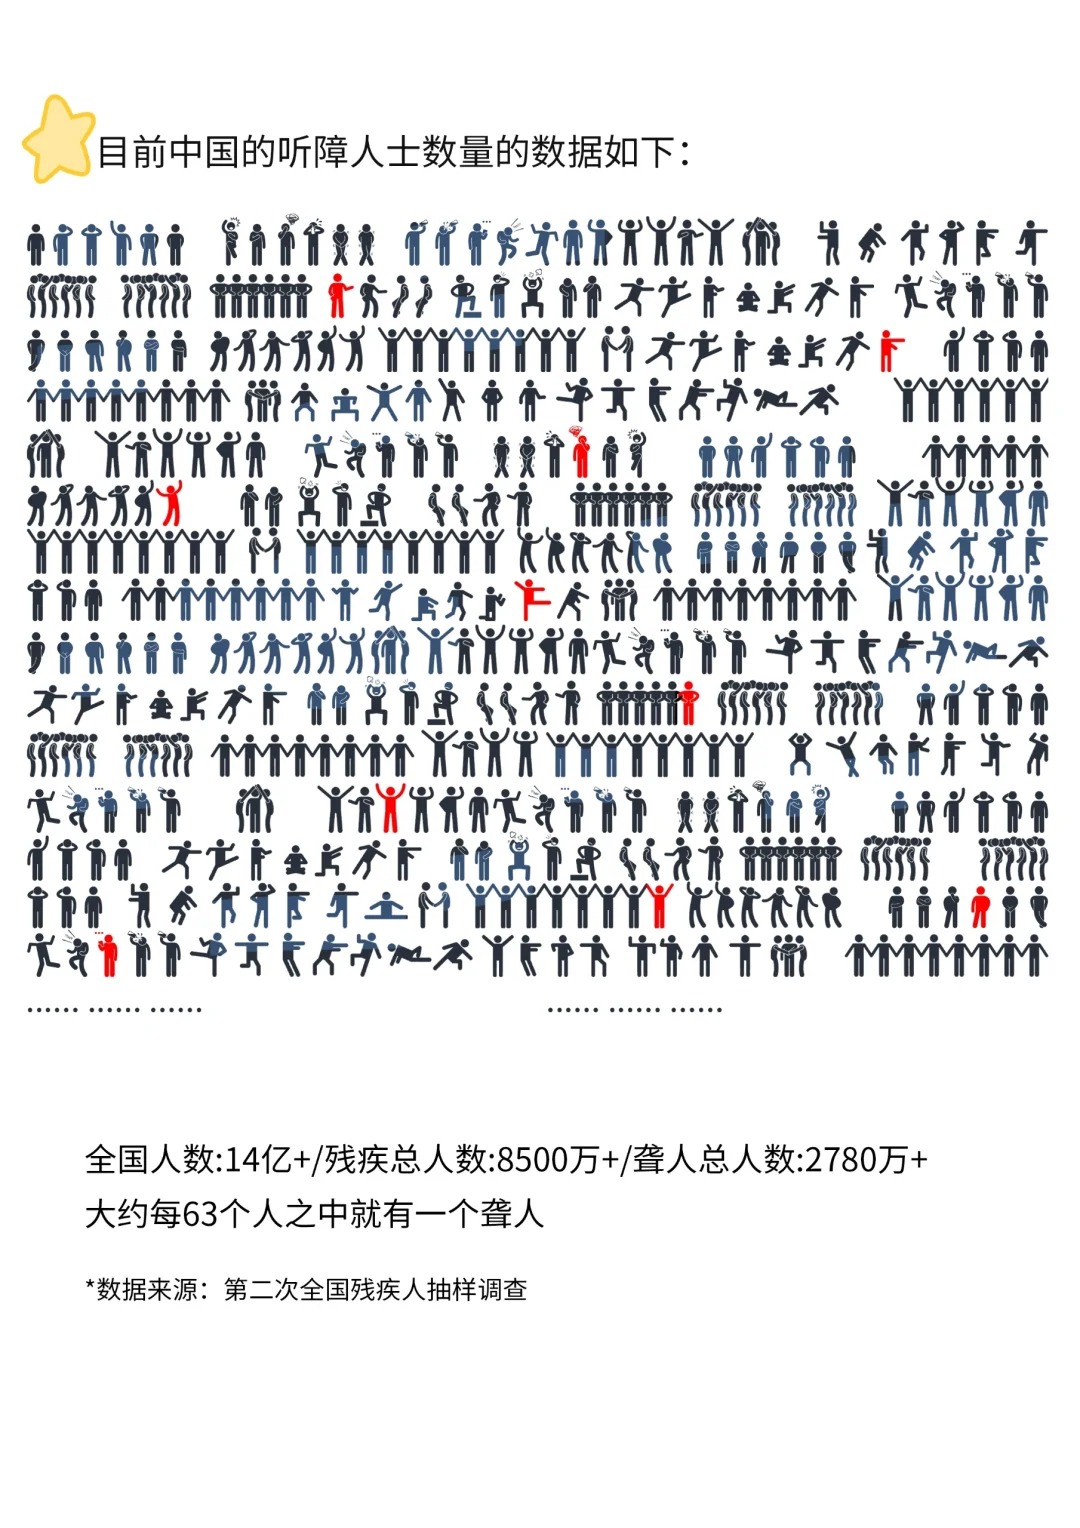 目前中国的听障人士数量的数据如下：
…… …… …… …… …… ……
全国人数:14亿+/残疾总人数:8500万+/聋人总人数:2780万+
大约每63个人之中就有一个聋人
*数据来源：第二次全国残疾人抽样调查